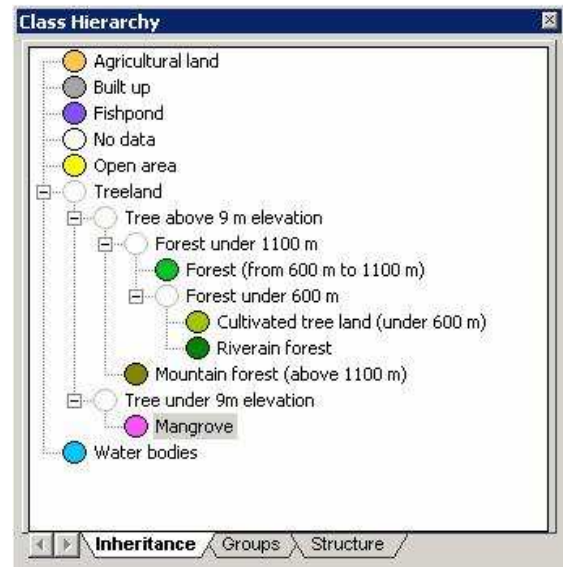 Class Hierarchy
Agricultural land
Built up
Fishpond
No data
Open area
Treeland
Tree above 9 m elevation
Forest under 1100 m
Forest (from 600 m to 1100 m)
Forest under 600 m
Cultivated tree land (under 600 m)
Riverain forest
Mountain forest (above 1100 m)
Tree under 9m elevation
Mangrove
Water bodies
Inheritance Groups Structure